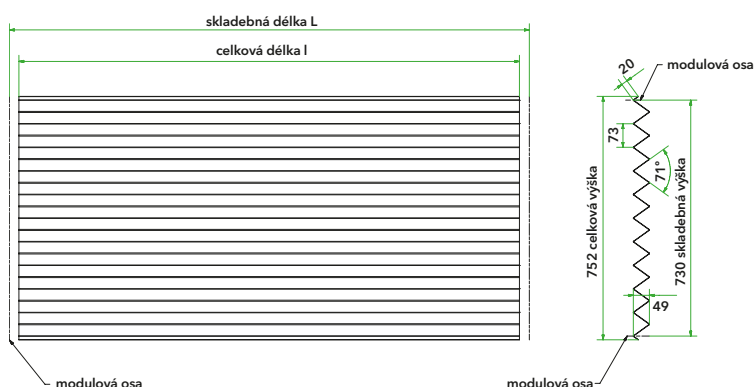 skladebná délka L
celková délka l
modulová osa
20
modulová osa
73
71°
752 celková výška
730 skladebná výška
49
modulová osa